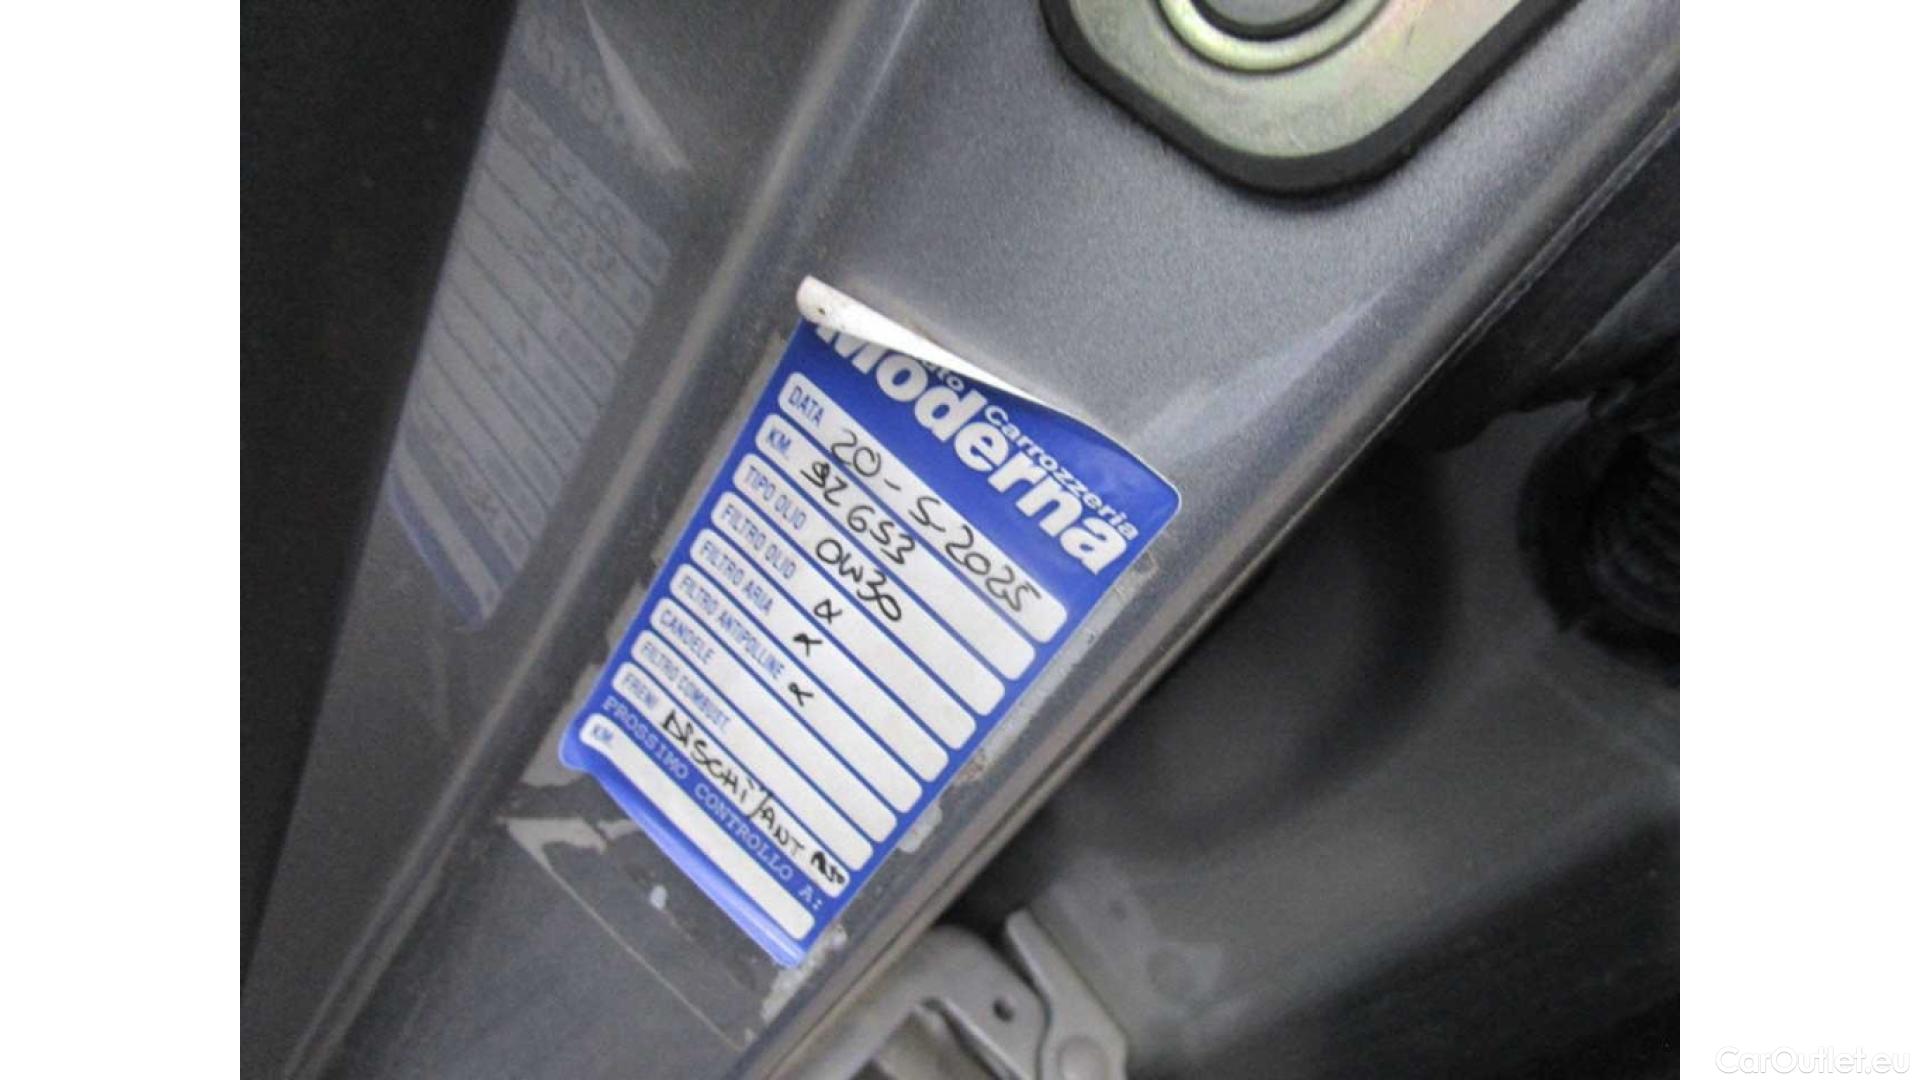 Auto Carrozzeria
Moderna
DATA 20-5-2025
KM. 92653
TIPO OLIO 0W30
FILTRO OLIO α
FILTRO ARIA α
FILTRO ANTIPOLLINE α
CANDELE
FILTRO COMBUST.
FRENI DISCHI/ANT
PROSSIMO CONTROLLO A:
KM.
CarOutlet.eu